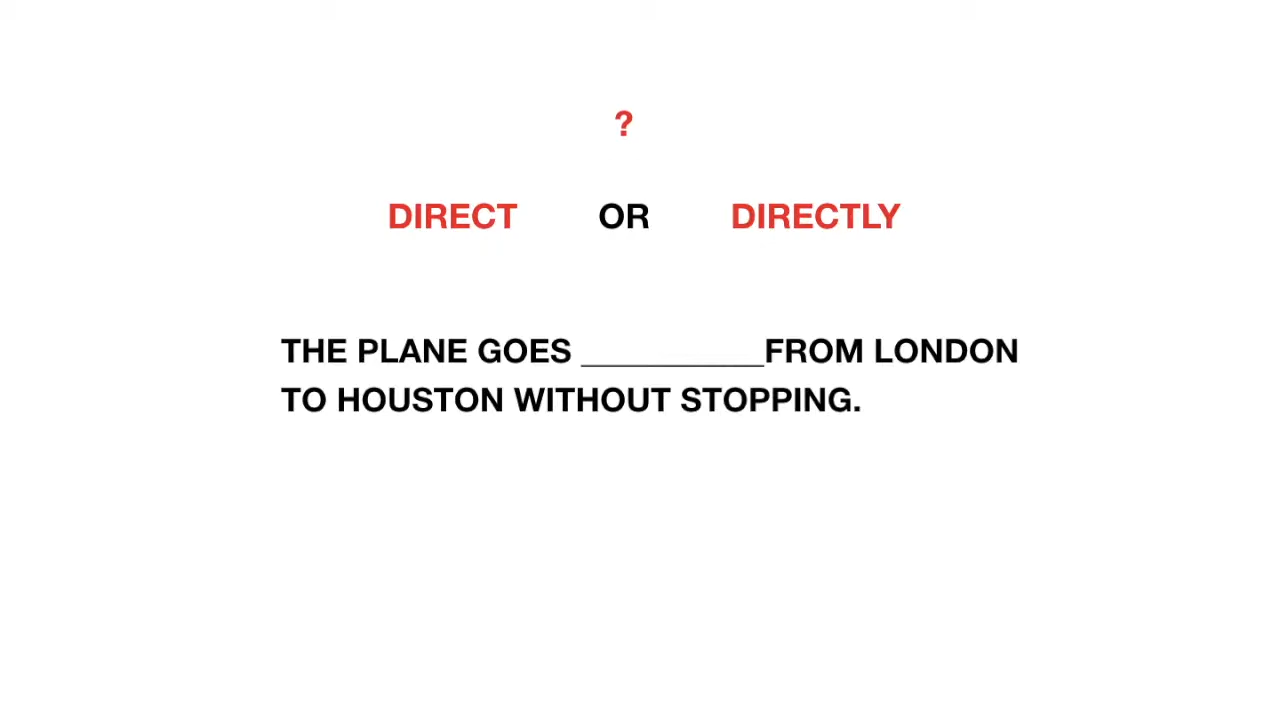 ?
DIRECT OR DIRECTLY
THE PLANE GOES __________FROM LONDON
TO HOUSTON WITHOUT STOPPING.